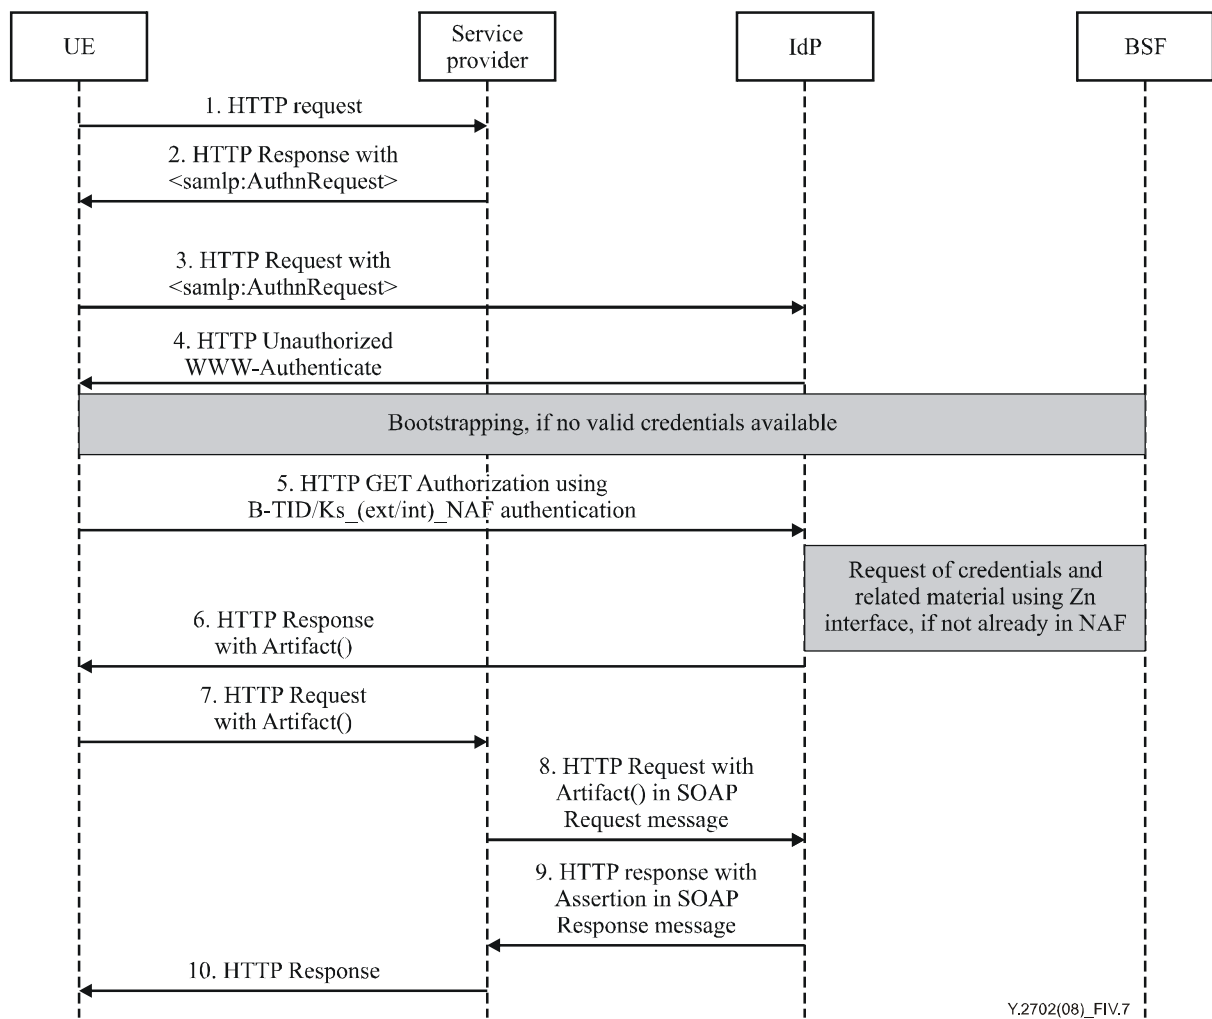 UE
Service
provider
IdP
BSF
1. HTTP request
2. HTTP Response with
<samlp:AuthnRequest>
3. HTTP Request with
<samlp:AuthnRequest>
4. HTTP Unauthorized
WWW-Authenticate
Bootstrapping, if no valid credentials available
5. HTTP GET Authorization using
B-TID/Ks_(ext/int)_NAF authentication
Request of credentials and
related material using Zn
interface, if not already in NAF
6. HTTP Response
with Artifact()
7. HTTP Request
with Artifact()
8. HTTP Request with
Artifact() in SOAP
Request message
9. HTTP response with
Assertion in SOAP
Response message
10. HTTP Response
Y.2702(08)_FIV.7